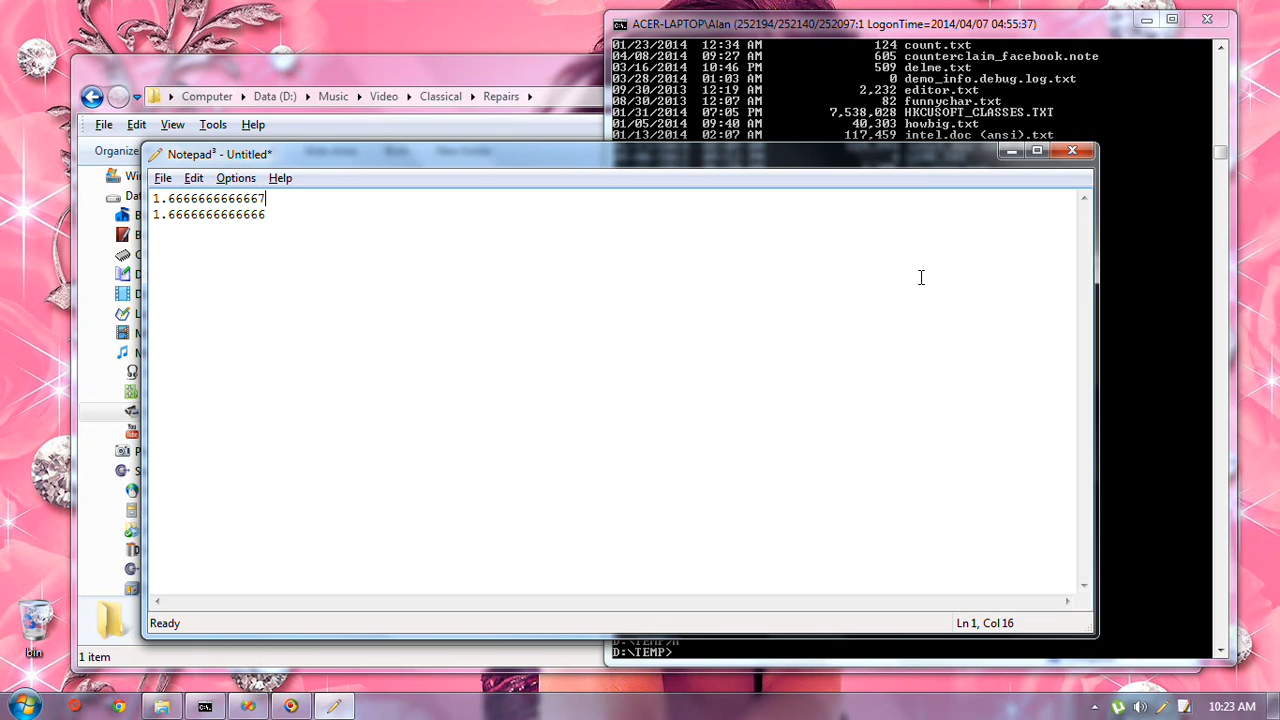 ACER-LAPTOP\Alan (252194/252140/252097:1 LogonTime=2014/04/07 04:55:37)
01/23/2014 12:34 AM 124 count.txt
04/08/2014 09:27 AM 605 counterclaim_facebook.note
03/16/2014 10:46 PM 509 delme.txt
03/28/2014 01:03 AM 0 demo_info.debug.log.txt
09/30/2013 12:19 AM 2,232 editor.txt
08/30/2013 12:07 AM 82 funnychar.txt
01/31/2014 07:05 PM 7,538,028 HKCUSOFT_CLASSES.TXT
01/05/2014 09:40 AM 40,303 howbig.txt
01/13/2014 02:07 AM 117,459 intel.doc (ansi).txt
Computer Data (D:) Music Video Classical Repairs
File Edit View Tools Help
Organize
Notepad³ - Untitled*
File Edit Options Help
1.6666666666667
1.6666666666666
Ready
Ln 1, Col 16
D:\TEMP>
1 item
bin
10:23 AM